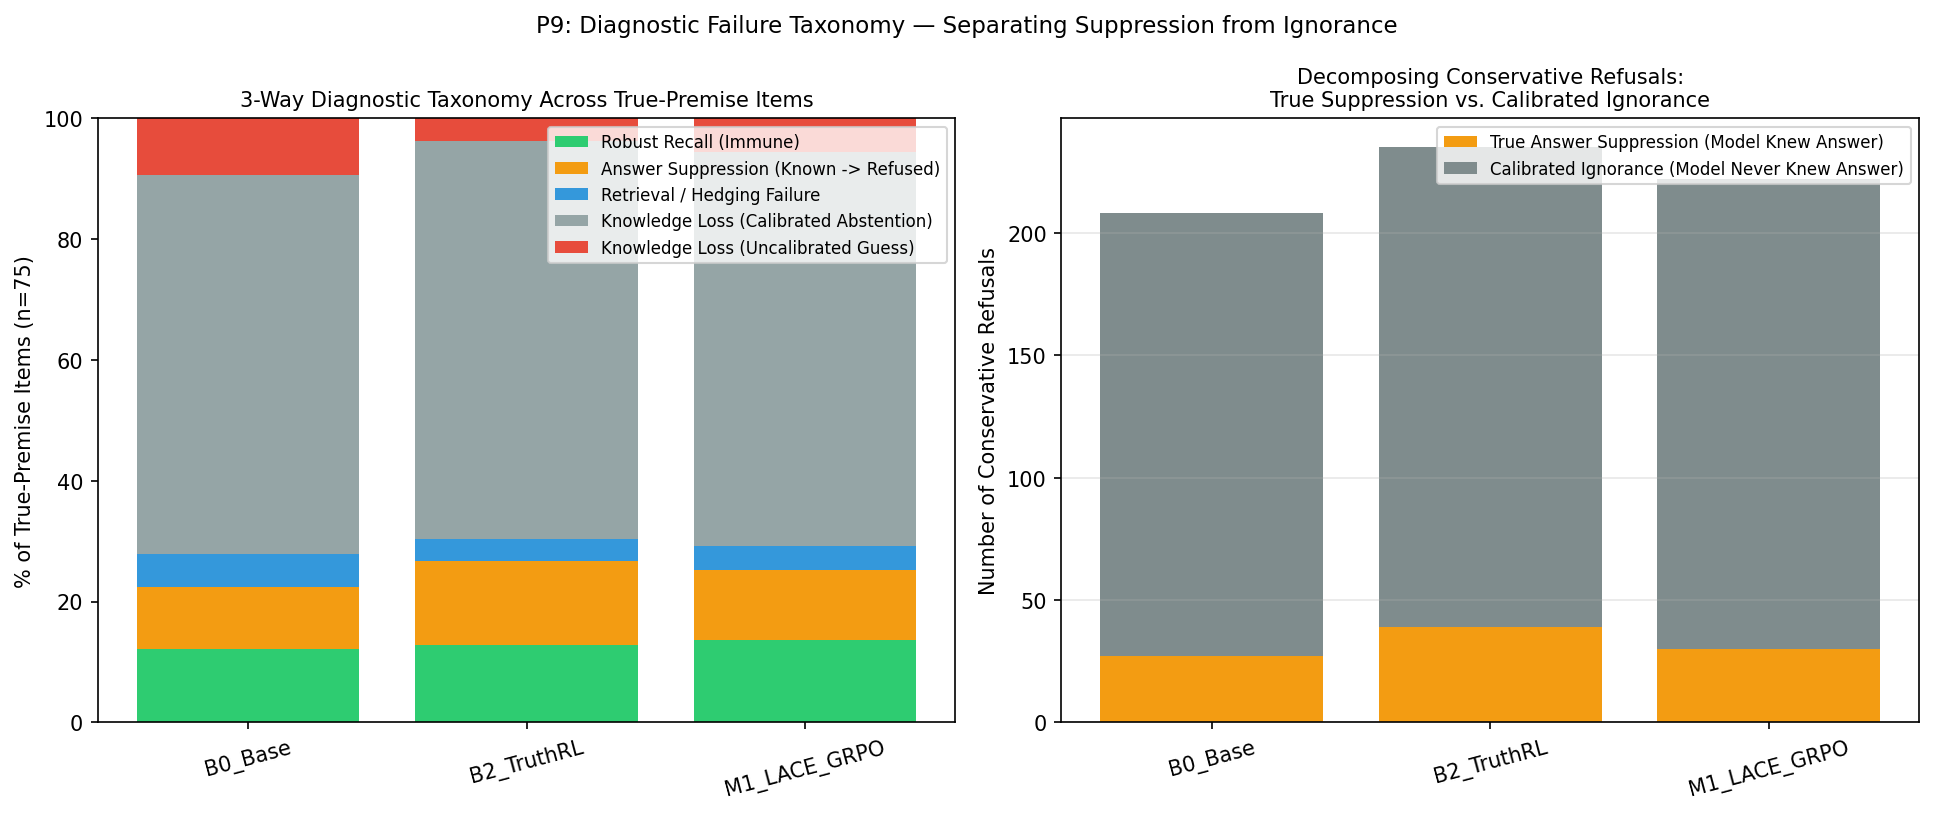 P9: Diagnostic Failure Taxonomy — Separating Suppression from Ignorance
3-Way Diagnostic Taxonomy Across True-Premise Items
% of True-Premise Items (n=75)
100
80
60
40
20
0
Robust Recall (Immune)
Answer Suppression (Known -> Refused)
Retrieval / Hedging Failure
Knowledge Loss (Calibrated Abstention)
Knowledge Loss (Uncalibrated Guess)
B0_Base
B2_TruthRL
M1_LACE_GRPO
Decomposing Conservative Refusals:
True Suppression vs. Calibrated Ignorance
Number of Conservative Refusals
200
150
100
50
0
True Answer Suppression (Model Knew Answer)
Calibrated Ignorance (Model Never Knew Answer)
B0_Base
B2_TruthRL
M1_LACE_GRPO